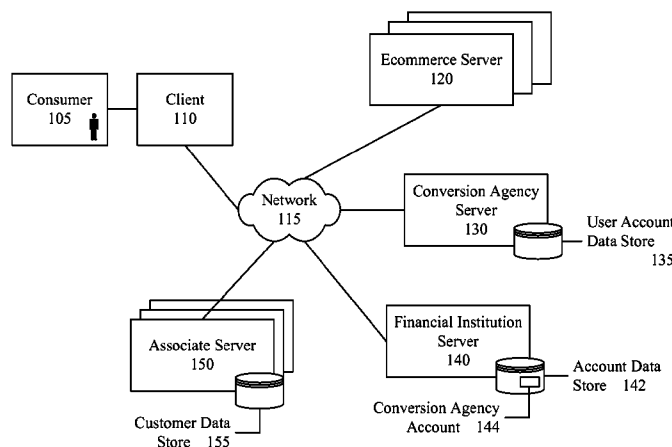 Ecommerce Server
120
Consumer
105
Client
110
Network
115
Conversion Agency
Server
130
User Account
Data Store
135
Associate Server
150
Customer Data
Store 155
Financial Institution
Server
140
Account Data
Store 142
Conversion Agency
Account 144